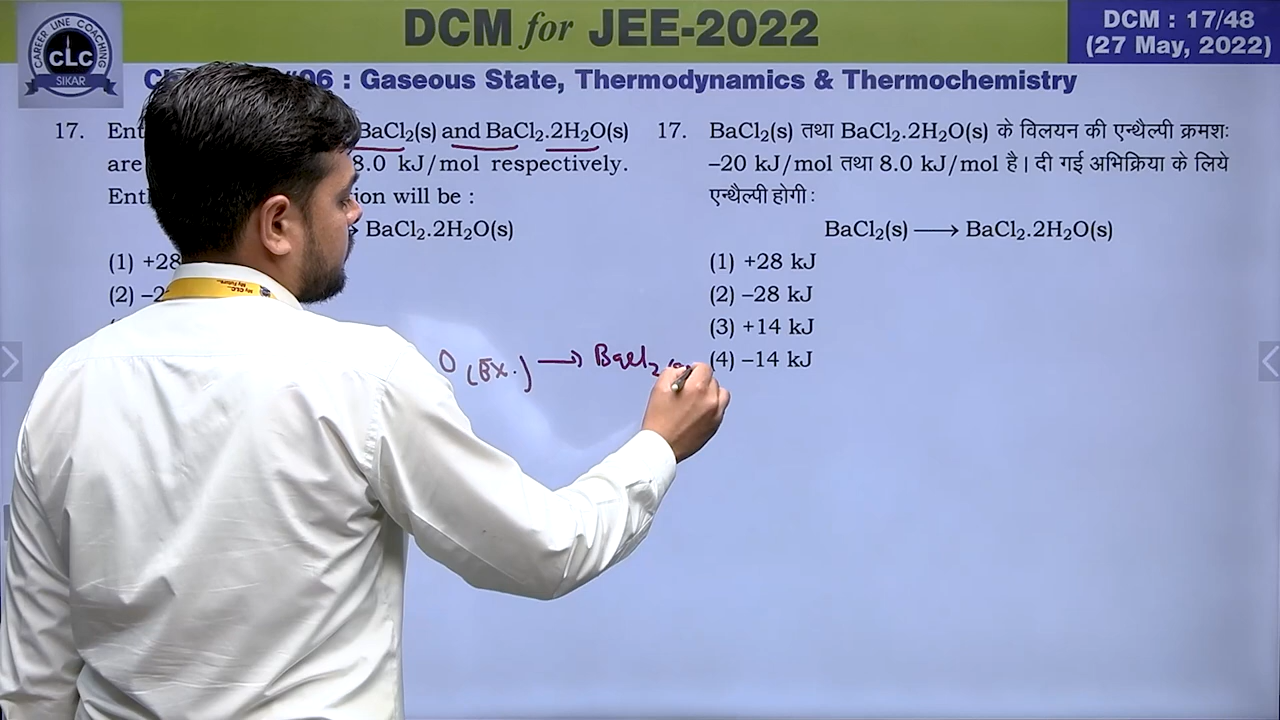 DCM for JEE-2022
DCM : 17/48
(27 May, 2022)
CAREER LINE COACHING
CLC
SIKAR
06 : Gaseous State, Thermodynamics & Thermochemistry
17. BaCl₂(s) and BaCl₂.2H₂O(s)
are 8.0 kJ/mol respectively.
will be :
BaCl₂.2H₂O(s)
(1) +28
(2)
17. BaCl₂(s) तथा BaCl₂.2H₂O(s) के विलयन की एन्थैल्पी क्रमशः
–20 kJ/mol तथा 8.0 kJ/mol है। दी गई अभिक्रिया के लिये
एन्थैल्पी होगी :
BaCl₂(s) ⟶ BaCl₂.2H₂O(s)
(1) +28 kJ
(2) –28 kJ
(3) +14 kJ
(4) –14 kJ
O (Ex.) ⟶ BaCl₂